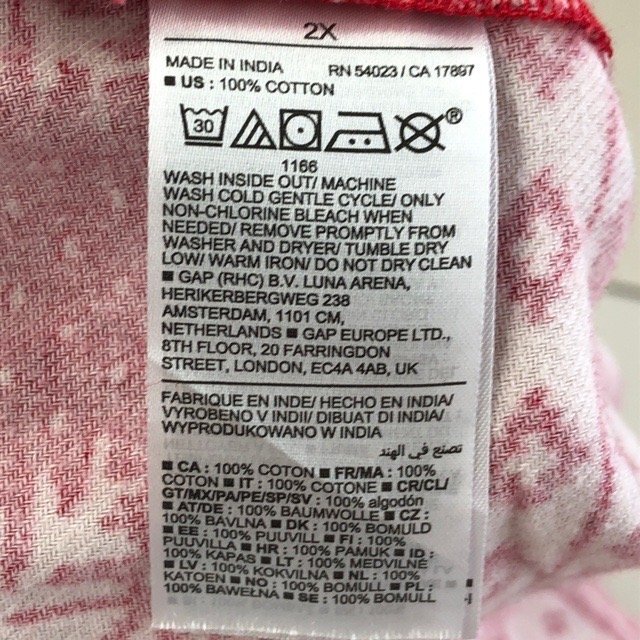 2X
MADE IN INDIA RN 54023 / CA 17897
■ US : 100% COTTON
30
®
1166
WASH INSIDE OUT/ MACHINE
WASH COLD GENTLE CYCLE/ ONLY
NON-CHLORINE BLEACH WHEN
NEEDED/ REMOVE PROMPTLY FROM
WASHER AND DRYER/ TUMBLE DRY
LOW/ WARM IRON/ DO NOT DRY CLEAN
■ GAP (RHC) B.V. LUNA ARENA,
HERIKERBERGWEG 238
AMSTERDAM, 1101 CM,
NETHERLANDS ■ GAP EUROPE LTD.,
8TH FLOOR, 20 FARRINGDON
STREET, LONDON, EC4A 4AB, UK
FABRIQUE EN INDE/ HECHO EN INDIA/
VYROBENO V INDII/ DIBUAT DI INDIA/
WYPRODUKOWANO W INDIA
تصنع في الهند
■ CA : 100% COTON ■ FR/MA : 100%
COTON ■ IT : 100% COTONE ■ CR/CL/
GT/MX/PA/PE/SP/SV : 100% algodón
■ AT/DE : 100% BAUMWOLLE ■ CZ :
100% BAVLNA ■ DK : 100% BOMULD
■ EE : 100% PUUVILL ■ FI : 100%
PUUVILLA ■ HR : 100% PAMUK ■ ID :
100% KAPAS ■ LT : 100% MEDVILNĖ
■ LV : 100% KOKVILNA ■ NL : 100%
KATOEN ■ NO : 100% BOMULL ■ PL :
100% BAWEŁNA ■ SE : 100% BOMULL